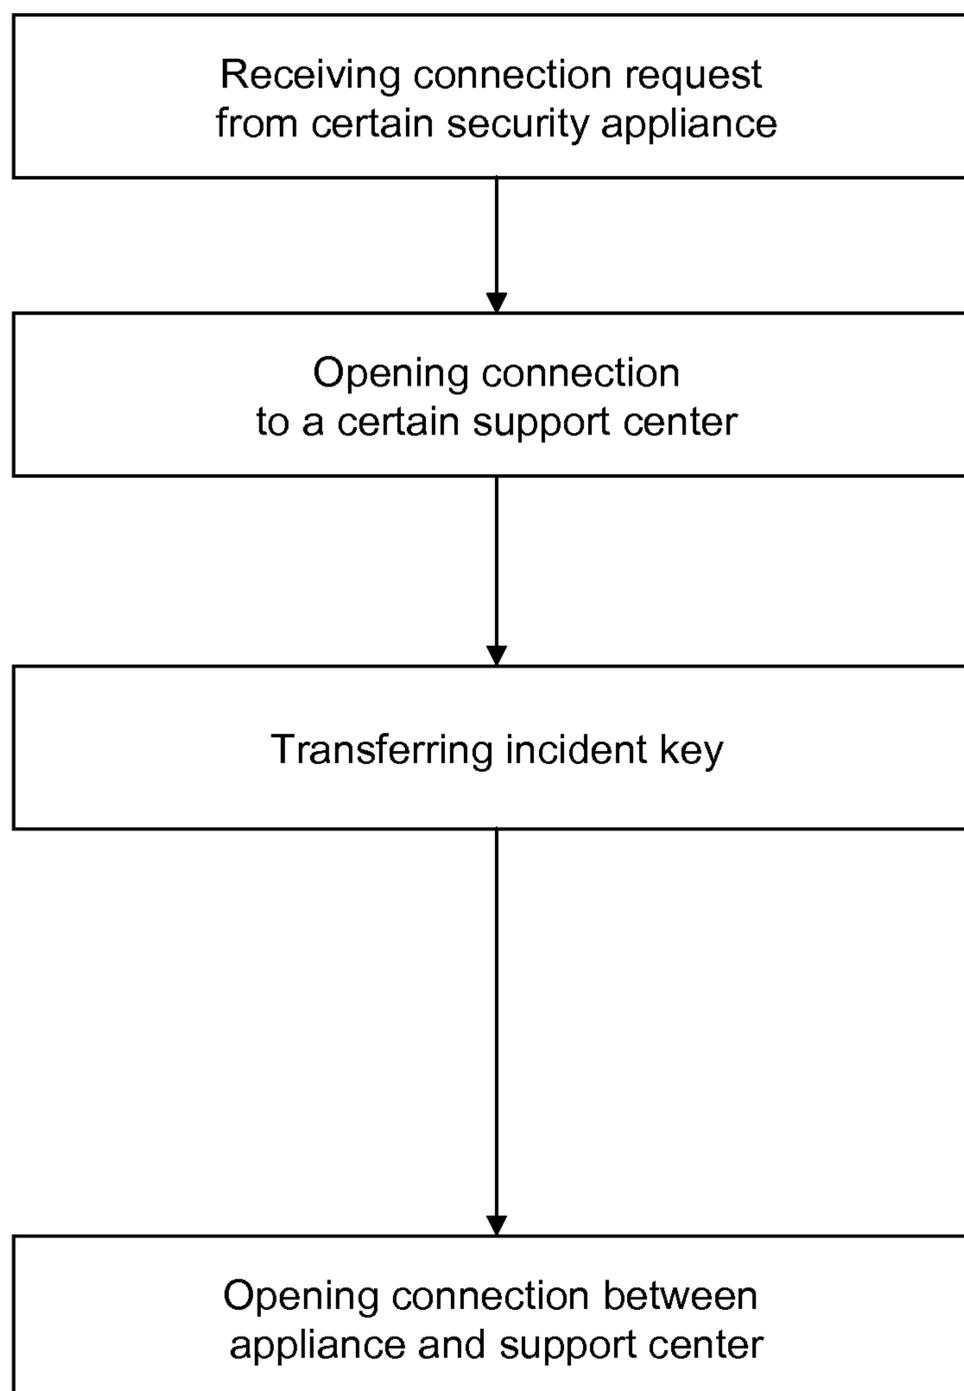 Receiving connection request
from certain security appliance
Opening connection
to a certain support center
Transferring incident key
Opening connection between
appliance and support center